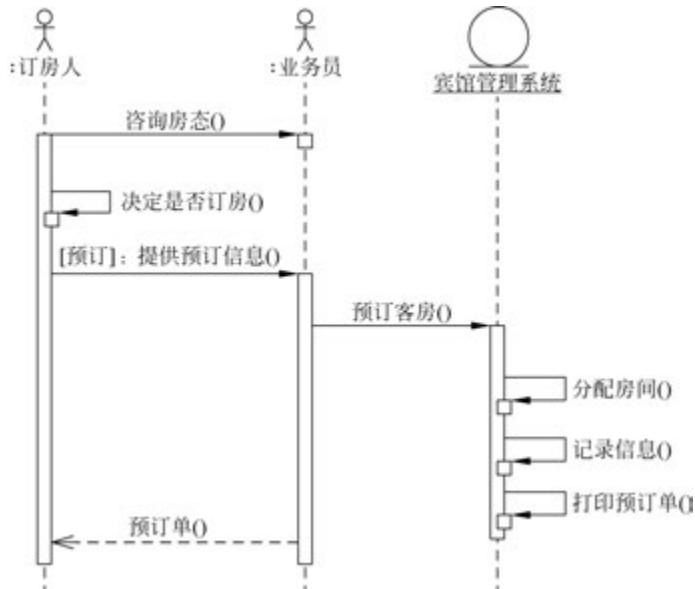 :订房人
:业务员
宾馆管理系统
咨询房态()
决定是否订房()
[预订]：提供预订信息()
预订客房()
分配房间()
记录信息()
打印预订单()
预订单()